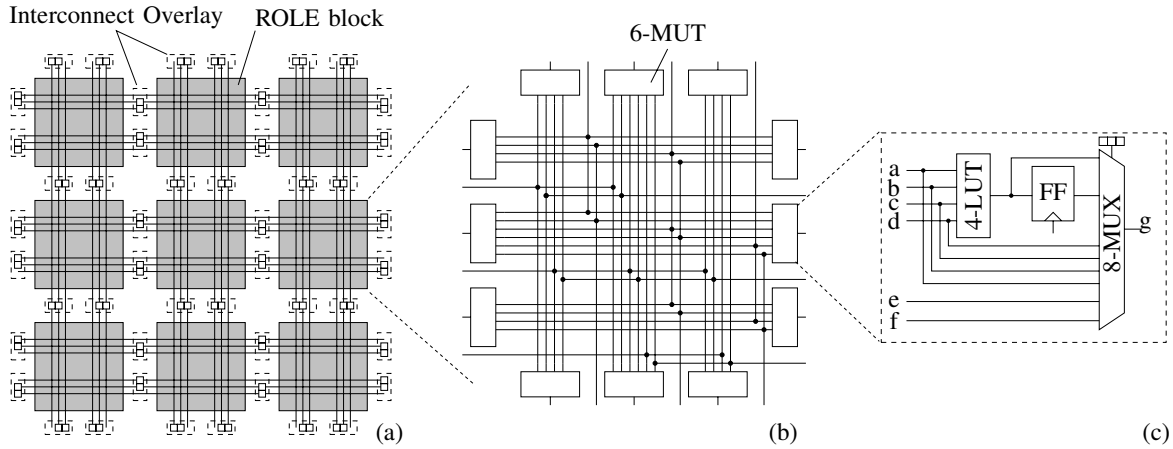 Interconnect Overlay
ROLE block
6-MUT
a
b
c
d
4-LUT
FF
8-MUX
g
e
f
(a)
(b)
(c)